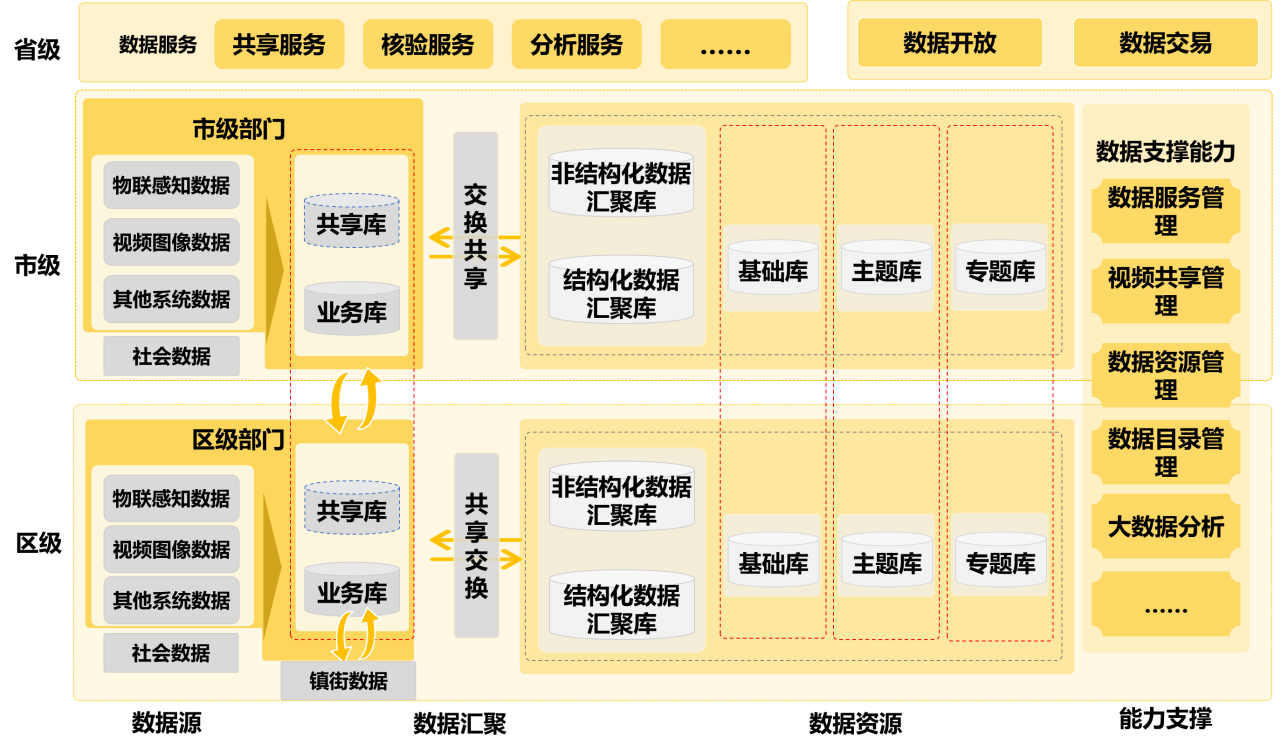 省级
数据服务
共享服务
核验服务
分析服务
......
数据开放
数据交易
市级
市级部门
物联感知数据
视频图像数据
其他系统数据
社会数据
共享库
业务库
交
换
共
享
非结构化数据
汇聚库
结构化数据
汇聚库
基础库
主题库
专题库
数据支撑能力
数据服务管
理
视频共享管
理
数据资源管
理
数据目录管
理
大数据分析
......
区级
区级部门
物联感知数据
视频图像数据
其他系统数据
社会数据
共享库
业务库
镇街数据
共
享
交
换
非结构化数据
汇聚库
结构化数据
汇聚库
基础库
主题库
专题库
数据源
数据汇聚
数据资源
能力支撑